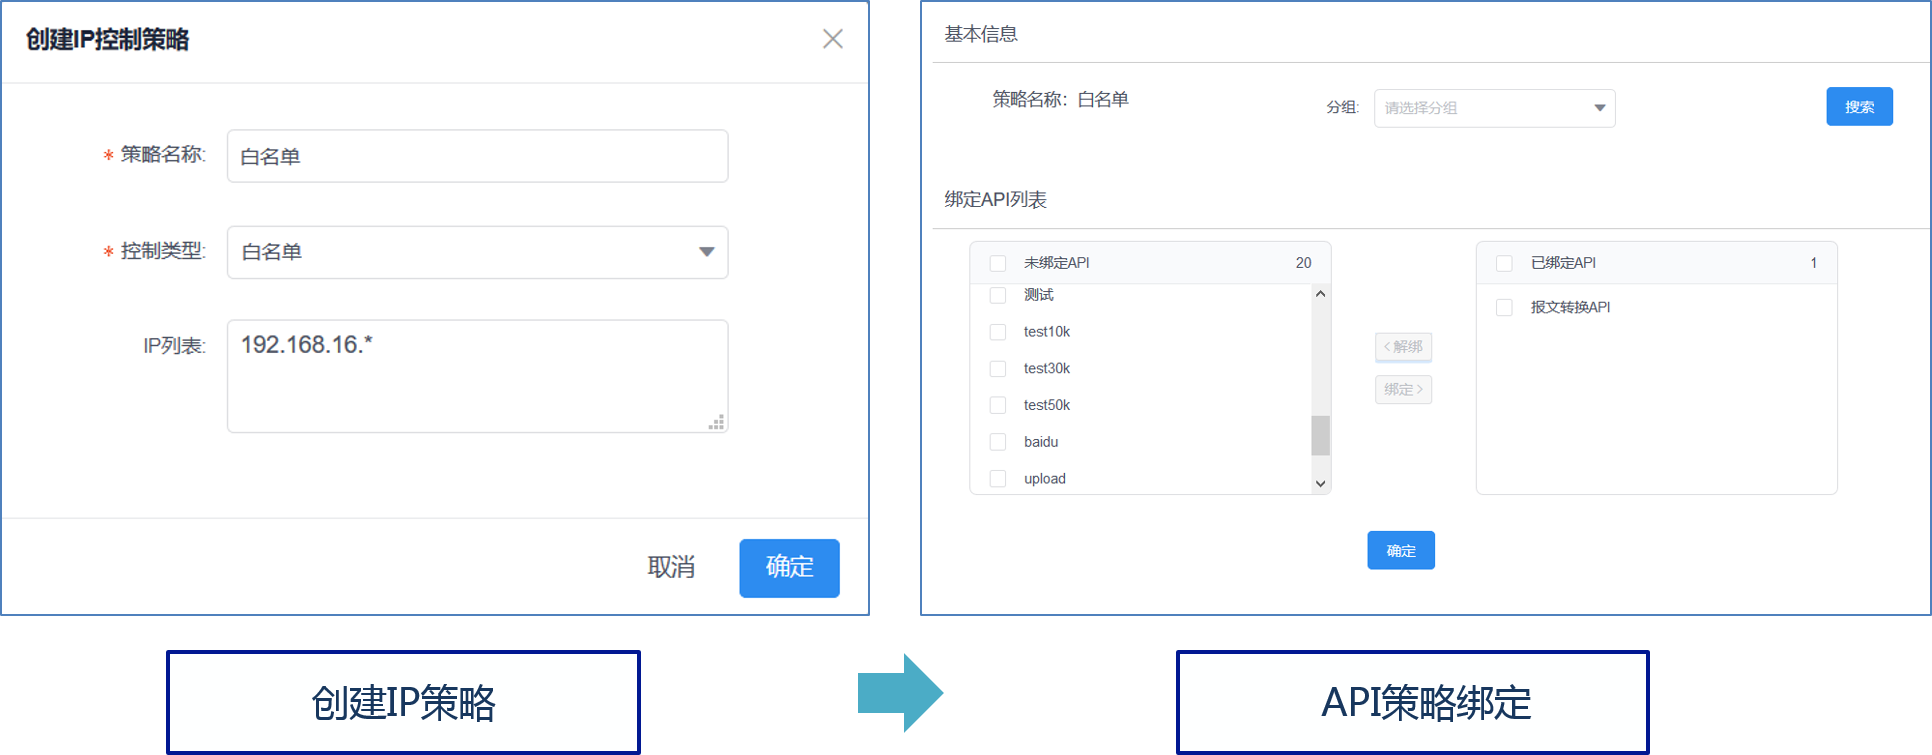 创建IP控制策略
* 策略名称: 白名单
* 控制类型: 白名单
IP列表: 192.168.16.*
取消 确定
创建IP策略
基本信息
策略名称: 白名单 分组: 请选择分组 搜索
绑定API列表
未绑定API 20
测试
test10k
test30k
test50k
baidu
upload
<解绑
绑定>
已绑定API 1
报文转换API
确定
API策略绑定